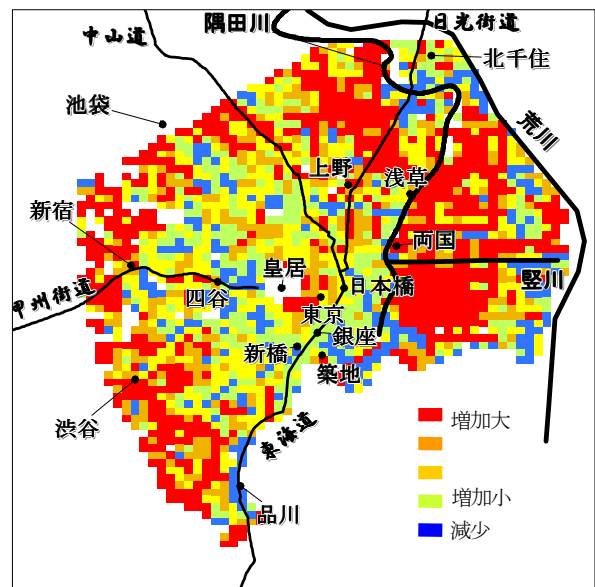 隅田川
日光街道
中山道
北千住
池袋
荒川
上野
浅草
新宿
両国
皇居
竪川
甲州街道
四谷
日本橋
東京
銀座
新橋
築地
渋谷
東海道
品川
増加大
増加小
減少